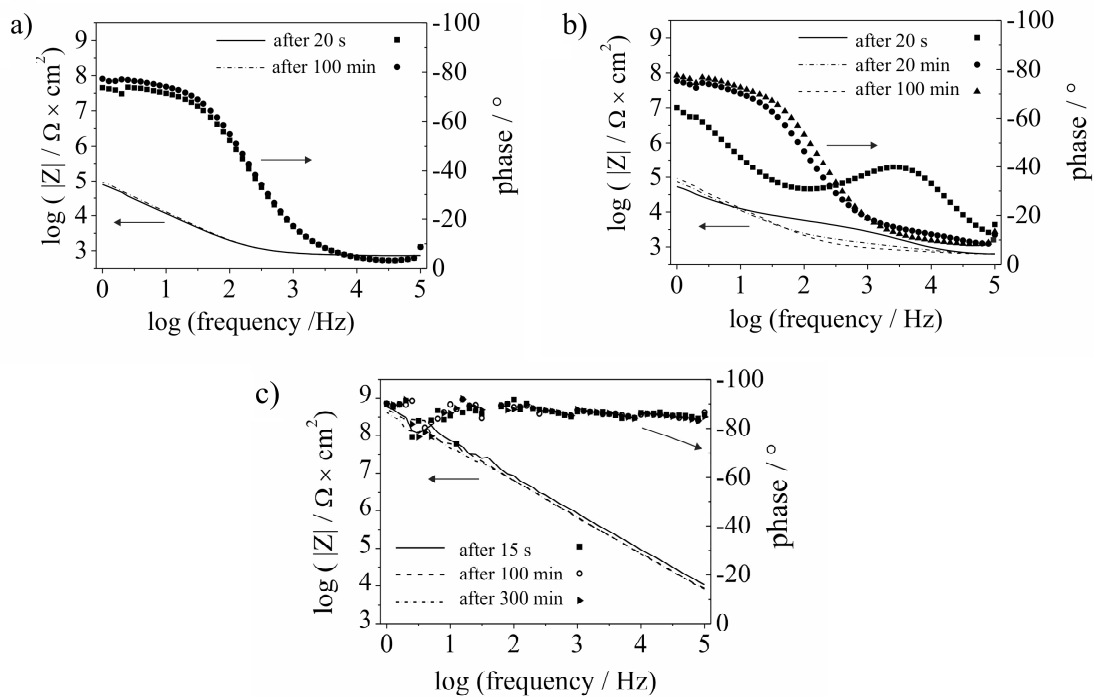 a)
9
8
7
6
5
4
3
log ( |Z| / Ω × cm²)
after 20 s
after 100 min
-100
-80
-60
-40
-20
0
phase / °
0 1 2 3 4 5
log (frequency /Hz)
b)
9
8
7
6
5
4
3
log ( |Z| / Ω × cm²)
after 20 s
after 20 min
after 100 min
-100
-80
-60
-40
-20
0
phase / °
0 1 2 3 4 5
log (frequency / Hz)
c)
9
8
7
6
5
4
3
log ( |Z| / Ω × cm²)
after 15 s
after 100 min
after 300 min
-100
-80
-60
-40
-20
0
phase / °
0 1 2 3 4 5
log (frequency / Hz)